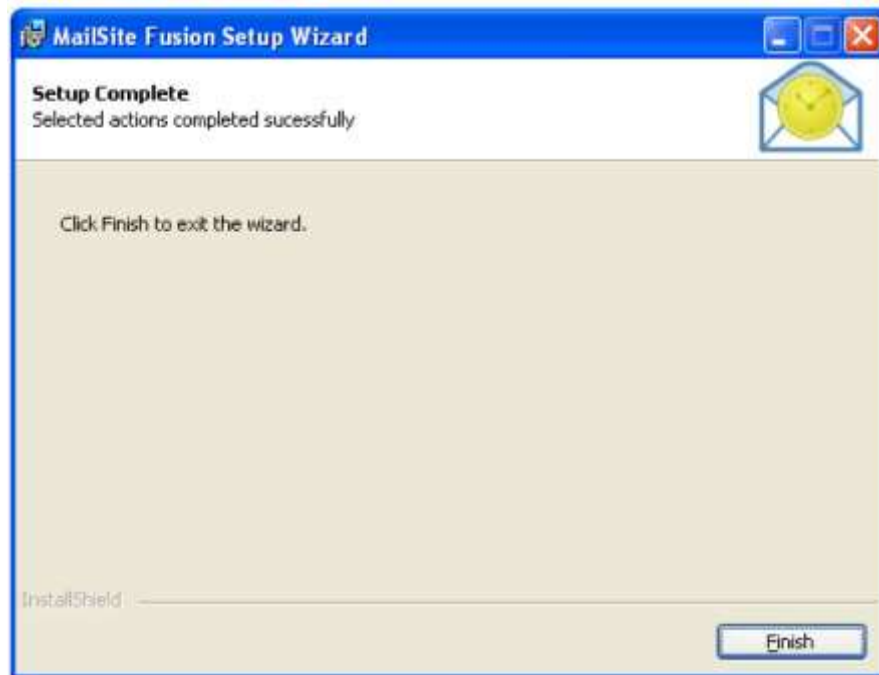 MailSite Fusion Setup Wizard
Setup Complete
Selected actions completed sucessfully
Click Finish to exit the wizard.
InstallShield
Finish